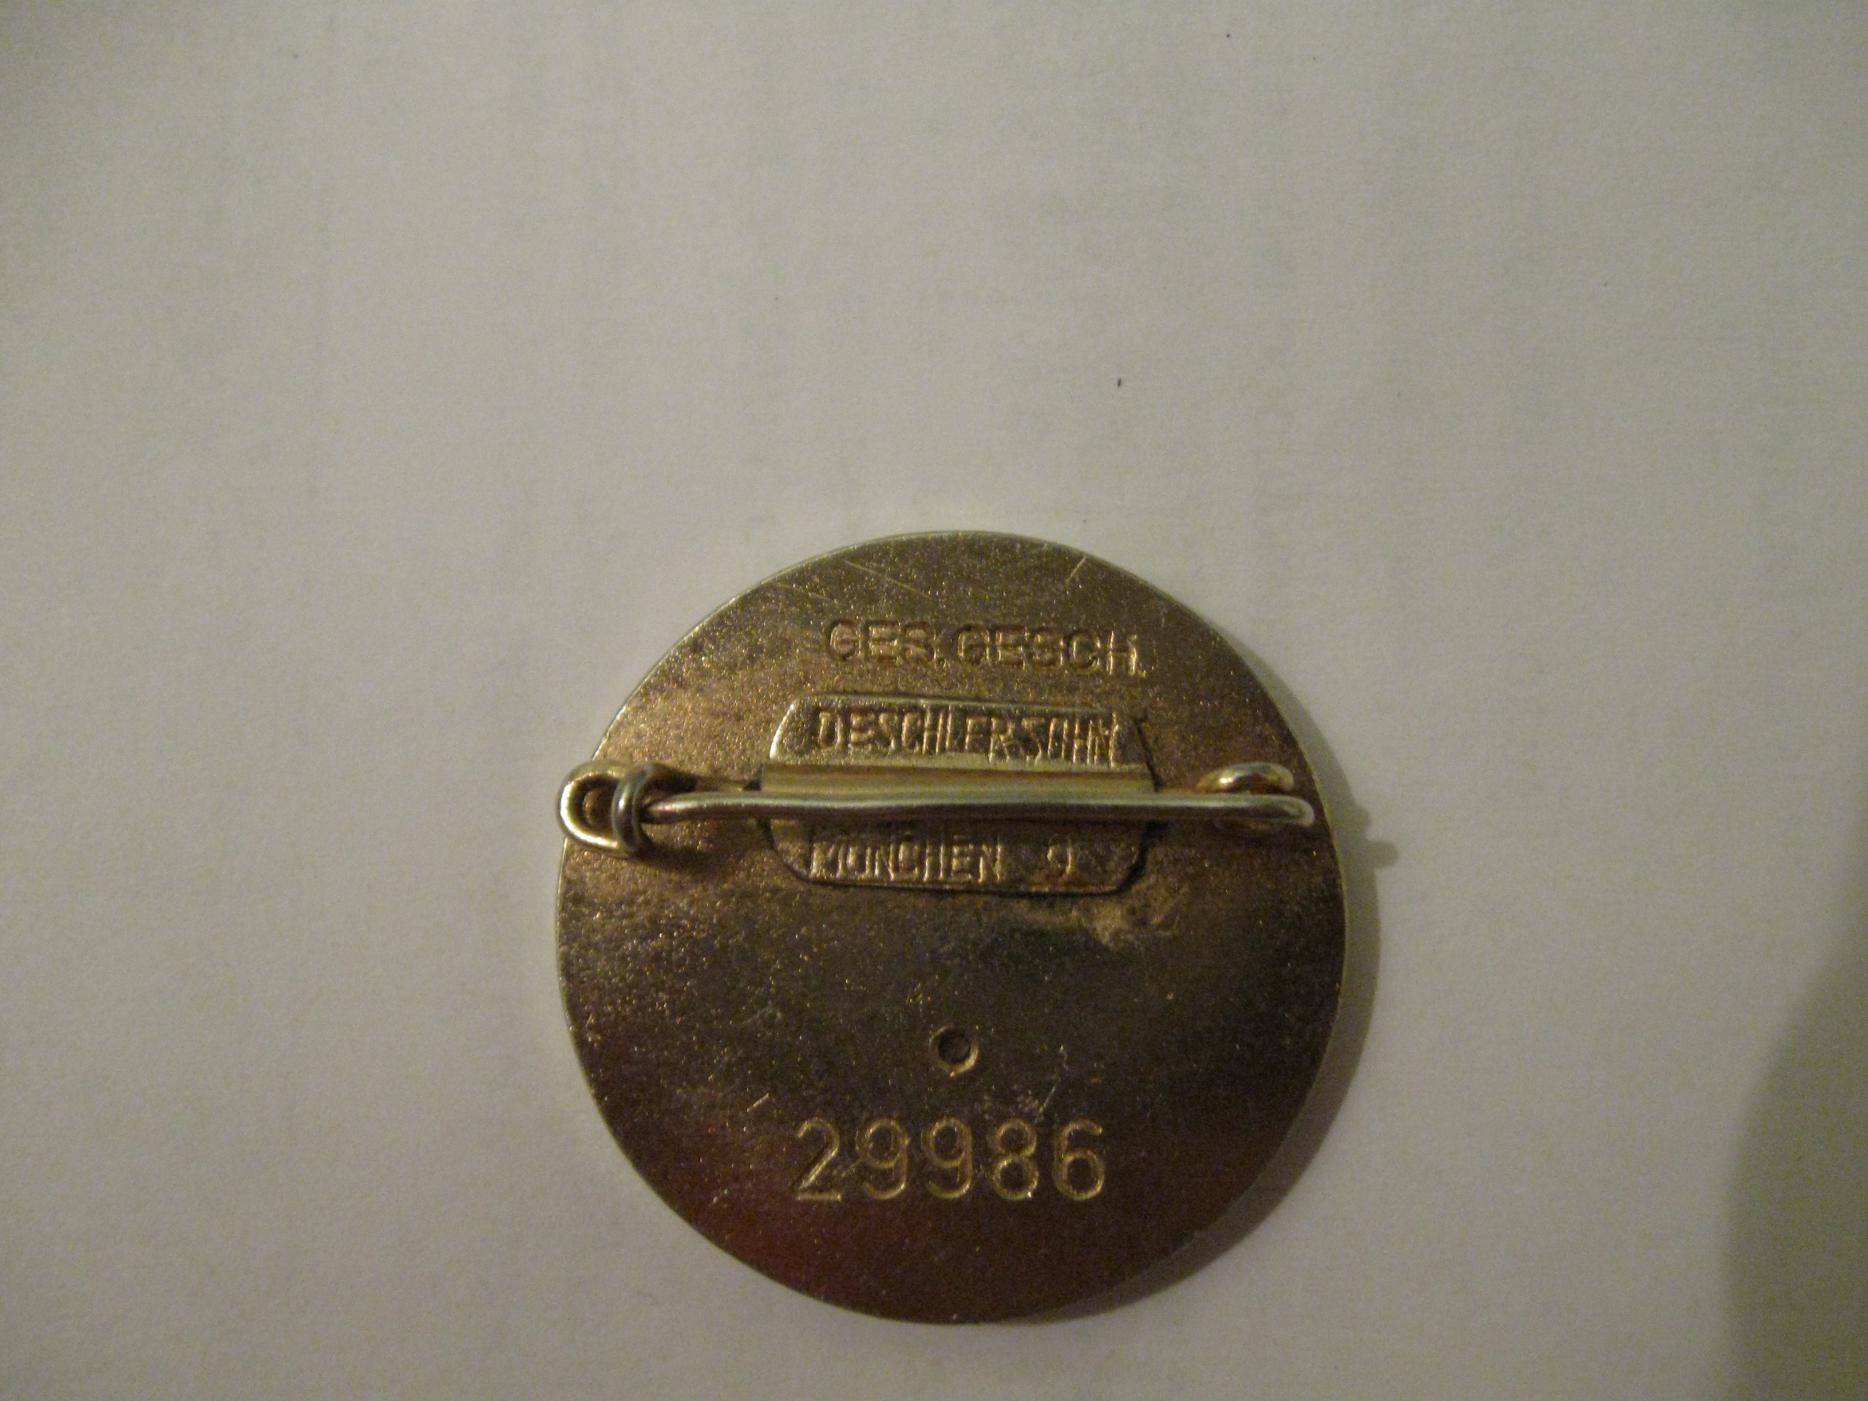 GES. GESCH.
DESCHLER SOHN
MÜNCHEN 9
29986